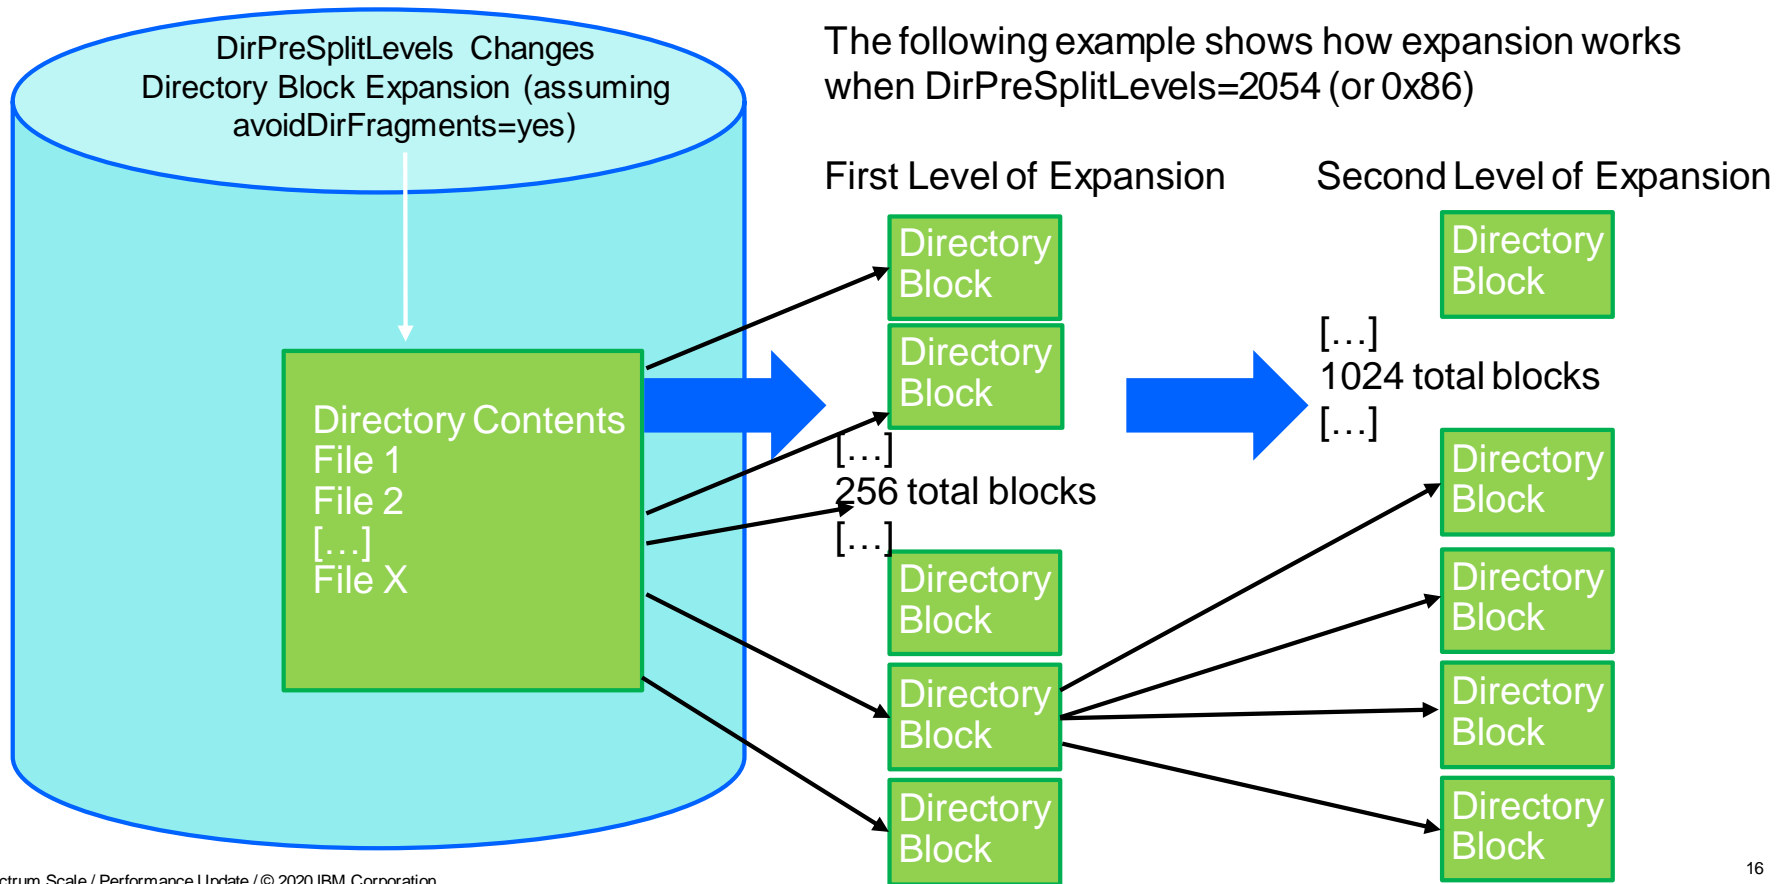 DirPreSplitLevels Changes
Directory Block Expansion (assuming
avoidDirFragments=yes)
The following example shows how expansion works
when DirPreSplitLevels=2054 (or 0x86)
First Level of Expansion
Second Level of Expansion
Directory Contents
File 1
File 2
[…]
File X
Directory
Block
Directory
Block
[…]
256 total blocks
[…]
Directory
Block
Directory
Block
Directory
Block
Directory
Block
[…]
1024 total blocks
[…]
Directory
Block
Directory
Block
Directory
Block
Directory
Block
Scale / Performance Update / © 2020 IBM Corporation
16